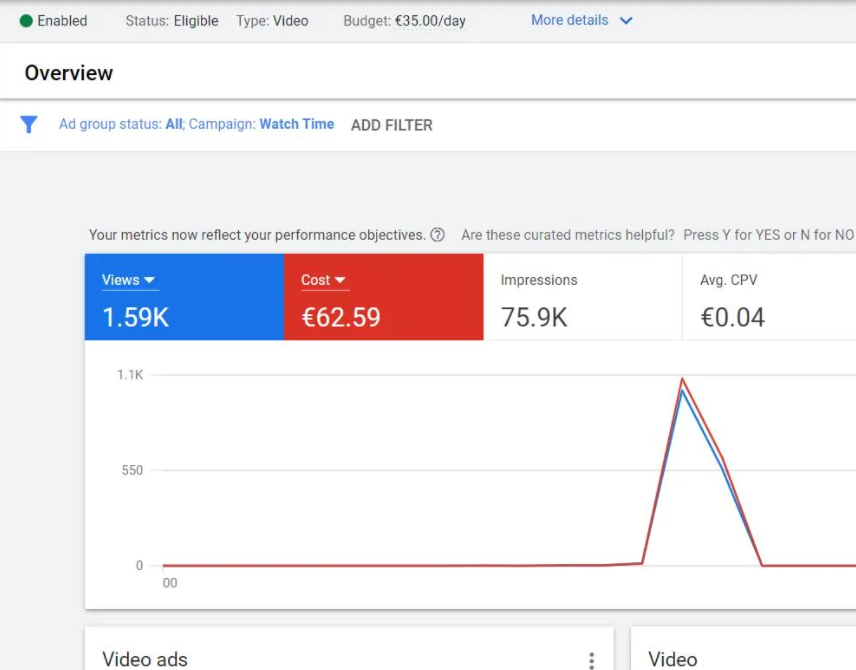 Enabled Status: Eligible Type: Video Budget: €35.00/day More details
Overview
Ad group status: All; Campaign: Watch Time ADD FILTER
Your metrics now reflect your performance objectives. ? Are these curated metrics helpful? Press Y for YES or N for NO
Views Cost Impressions Avg. CPV
1.59K €62.59 75.9K €0.04
1.1K
550
0
00
Video ads Video